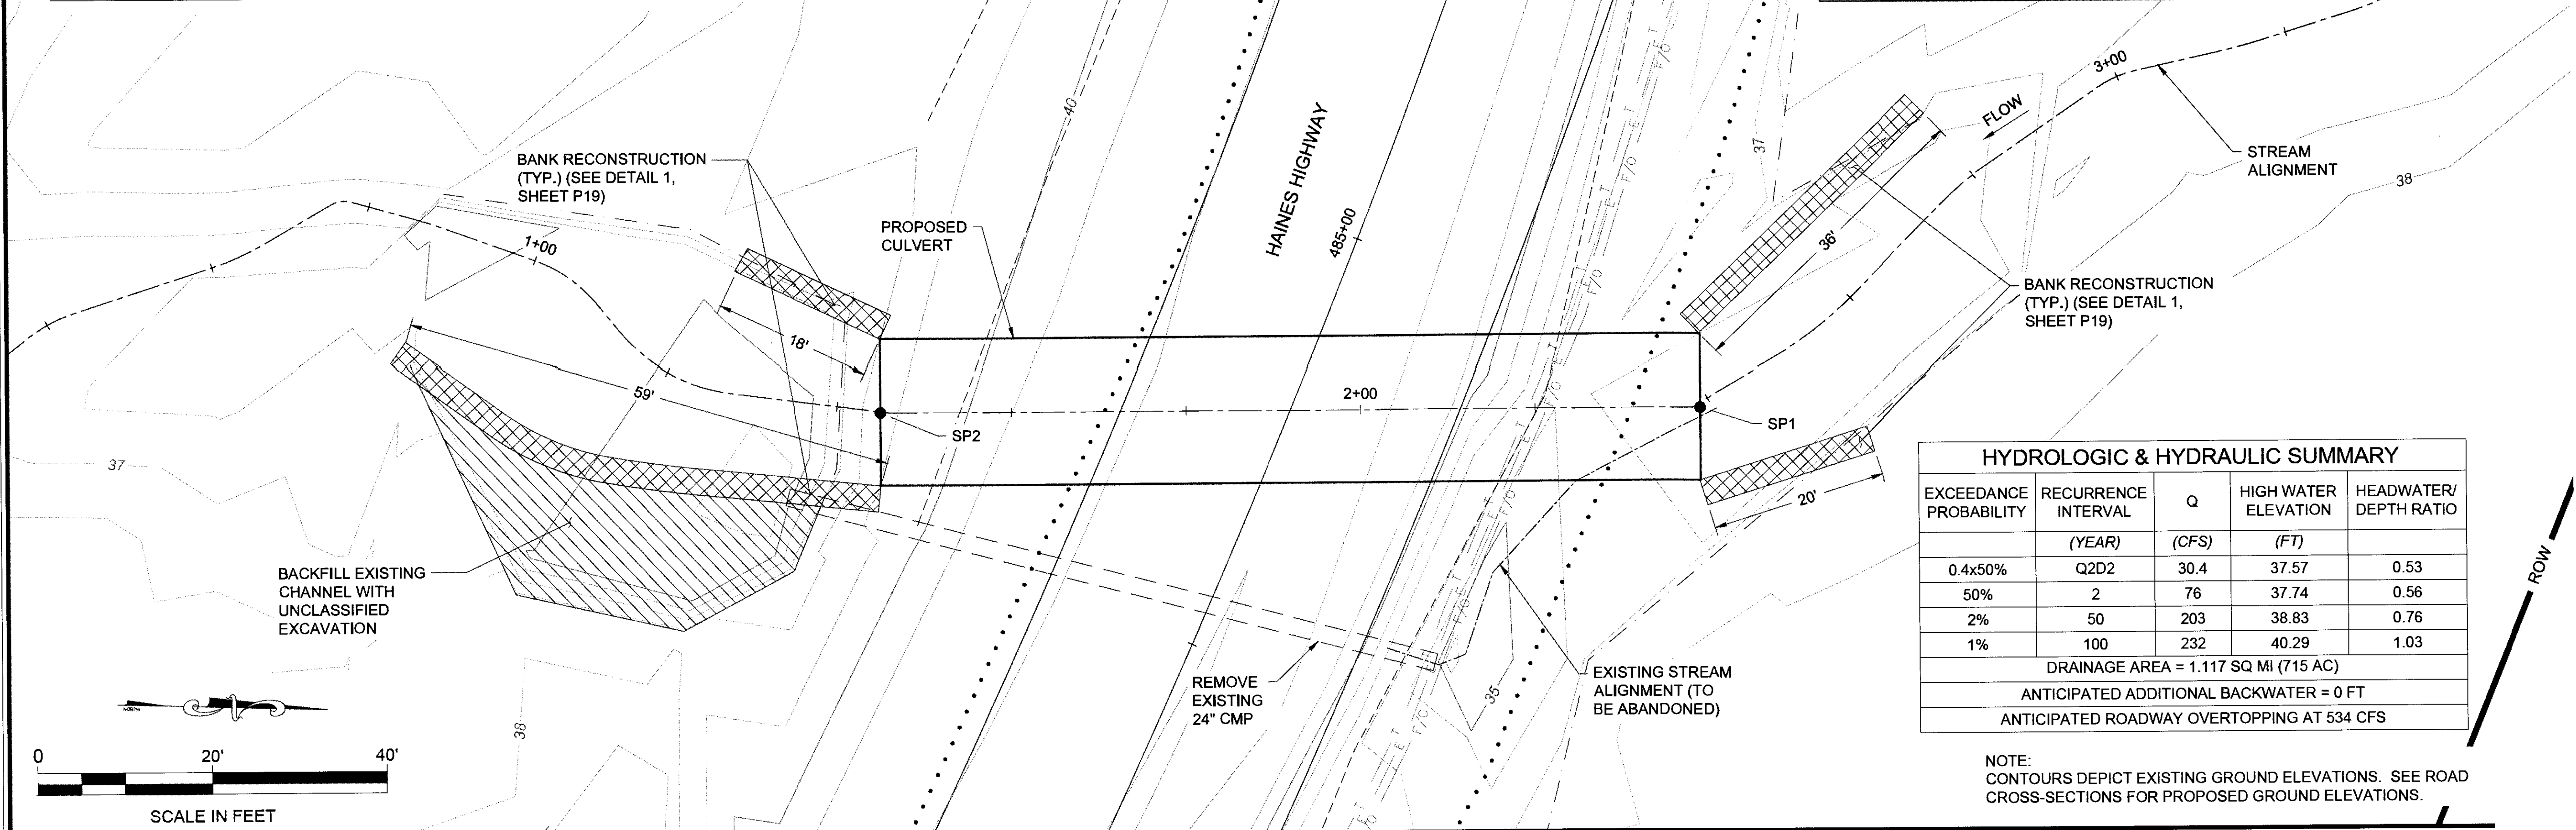 40
HAINES HIGHWAY
485+00
37
3+00
FLOW
STREAM
ALIGNMENT
38
BANK RECONSTRUCTION
(TYP.) (SEE DETAIL 1,
SHEET P19)
1+00
PROPOSED
CULVERT
36'
BANK RECONSTRUCTION
(TYP.) (SEE DETAIL 1,
SHEET P19)
18'
59'
2+00
SP2
SP1
37
20'
BACKFILL EXISTING
CHANNEL WITH
UNCLASSIFIED
EXCAVATION
REMOVE
EXISTING
24" CMP
EXISTING STREAM
ALIGNMENT (TO
BE ABANDONED)
35
38
NORTH
0 20' 40'
SCALE IN FEET
HYDROLOGIC & HYDRAULIC SUMMARY
EXCEEDANCE RECURRENCE Q HIGH WATER HEADWATER/
PROBABILITY INTERVAL ELEVATION DEPTH RATIO
(YEAR) (CFS) (FT)
0.4x50% Q2D2 30.4 37.57 0.53
50% 2 76 37.74 0.56
2% 50 203 38.83 0.76
1% 100 232 40.29 1.03
DRAINAGE AREA = 1.117 SQ MI (715 AC)
ANTICIPATED ADDITIONAL BACKWATER = 0 FT
ANTICIPATED ROADWAY OVERTOPPING AT 534 CFS
ROW
NOTE:
CONTOURS DEPICT EXISTING GROUND ELEVATIONS. SEE ROAD
CROSS-SECTIONS FOR PROPOSED GROUND ELEVATIONS.